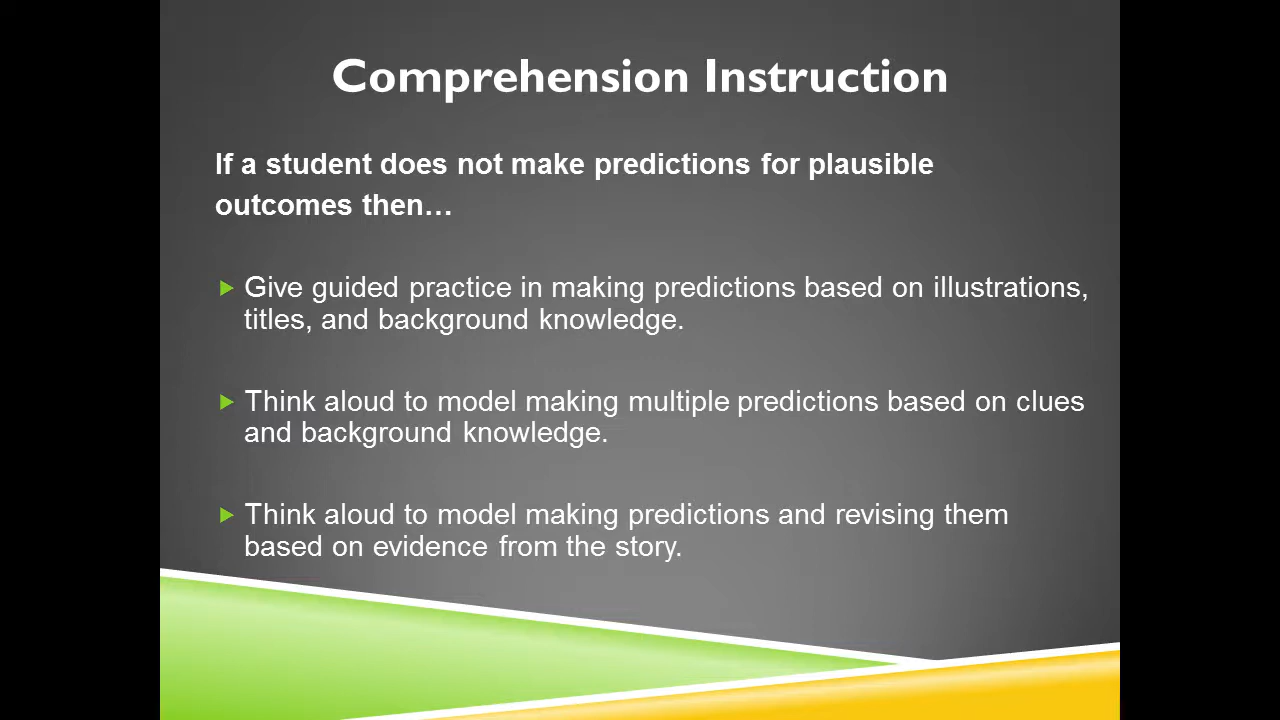 Comprehension Instruction
If a student does not make predictions for plausible
outcomes then…
Give guided practice in making predictions based on illustrations,
titles, and background knowledge.
Think aloud to model making multiple predictions based on clues
and background knowledge.
Think aloud to model making predictions and revising them
based on evidence from the story.